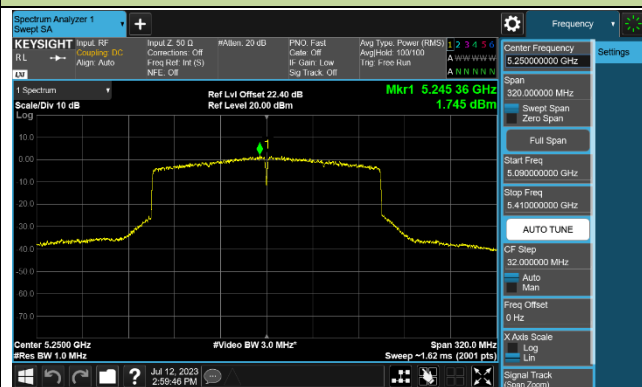 Spectrum Analyzer 1
Swept SA
Frequency
KEYSIGHT
RL
LXI
Input: RF
Coupling: DC
Align: Auto
Input Z: 50 Ω
Corrections: Off
Freq Ref: Int (S)
NFE: Off
#Atten: 20 dB
PNO: Fast
Gate: Off
IF Gain: Low
Sig Track: Off
Avg Type: Power (RMS)
Avg|Hold: 100/100
Trig: Free Run
1 2 3 4 5 6
A W W W W W
A N N N N N
Center Frequency
5.250000000 GHz
Settings
Span
320.000000 MHz
Swept Span
Zero Span
Full Span
Start Freq
5.090000000 GHz
Stop Freq
5.410000000 GHz
AUTO TUNE
CF Step
32.000000 MHz
Auto
Man
Freq Offset
0 Hz
X Axis Scale
Log
Lin
Signal Track
(Span Zoom)
1 Spectrum
Scale/Div 10 dB
Log
Ref Lvl Offset 22.40 dB
Ref Level 20.00 dBm
Mkr1 5.245 36 GHz
1.745 dBm
1
10.0
0.00
-10.0
-20.0
-30.0
-40.0
-50.0
-60.0
-70.0
Center 5.2500 GHz
#Res BW 1.0 MHz
#Video BW 3.0 MHz*
Span 320.0 MHz
Sweep ~1.62 ms (2001 pts)
Jul 12, 2023
2:59:46 PM